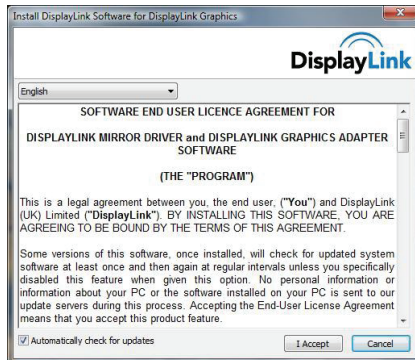 Install DisplayLink Software for DisplayLink Graphics
DisplayLink
English
SOFTWARE END USER LICENCE AGREEMENT FOR
DISPLAYLINK MIRROR DRIVER and DISPLAYLINK GRAPHICS ADAPTER
SOFTWARE
(THE "PROGRAM")
This is a legal agreement between you, the end user, ("You") and DisplayLink
(UK) Limited ("DisplayLink"). BY INSTALLING THIS SOFTWARE, YOU ARE
AGREEING TO BE BOUND BY THE TERMS OF THIS AGREEMENT.
Some versions of this software, once installed, will check for updated system
software at least once and then again at regular intervals unless you specifically
disabled this feature when given this option. No personal information or
information about your PC or the software installed on your PC is sent to our
update servers during this process. Accepting the End-User License Agreement
means that you accept this product feature.
Automatically check for updates
I Accept
Cancel